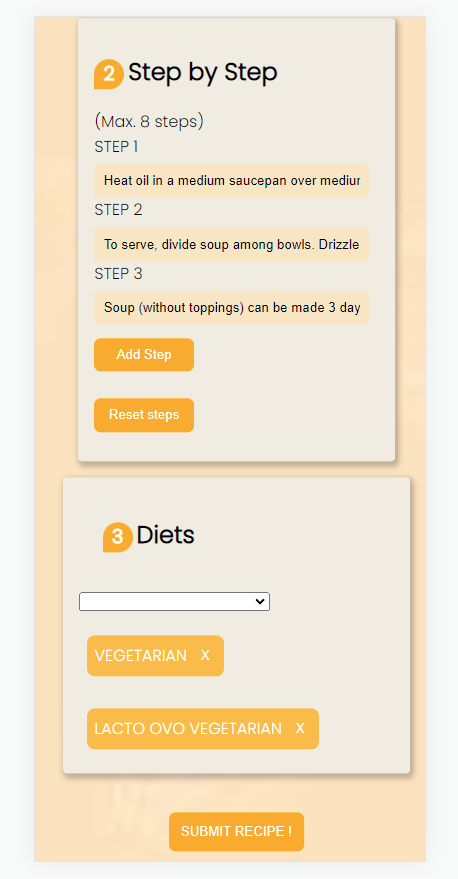 2 Step by Step
(Max. 8 steps)
STEP 1
Heat oil in a medium saucepan over
STEP 2
To serve, divide soup among bowls. Drizzle
STEP 3
Soup (without toppings) can be made 3 day
Add Step
Reset steps
3 Diets
VEGETARIAN X
LACTO OVO VEGETARIAN X
SUBMIT RECIPE !